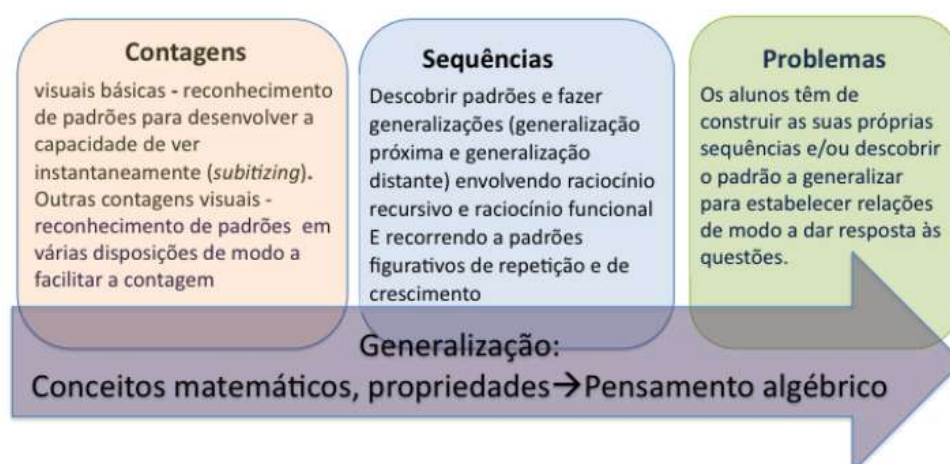 Contagens
visuais básicas - reconhecimento
de padrões para desenvolver a
capacidade de ver
instantaneamente (subitizing).
Outras contagens visuais -
reconhecimento de padrões em
várias disposições de modo a
facilitar a contagem
Sequências
Descobrir padrões e fazer
generalizações (generalização
próxima e generalização
distante) envolvendo raciocínio
recursivo e raciocínio funcional
E recorrendo a padrões
figurativos de repetição e de
crescimento
Problemas
Os alunos têm de
construir as suas próprias
sequências e/ou descobrir
o padrão a generalizar
para estabelecer relações
de modo a dar resposta às
questões.
Generalização:
Conceitos matemáticos, propriedades→Pensamento algébrico